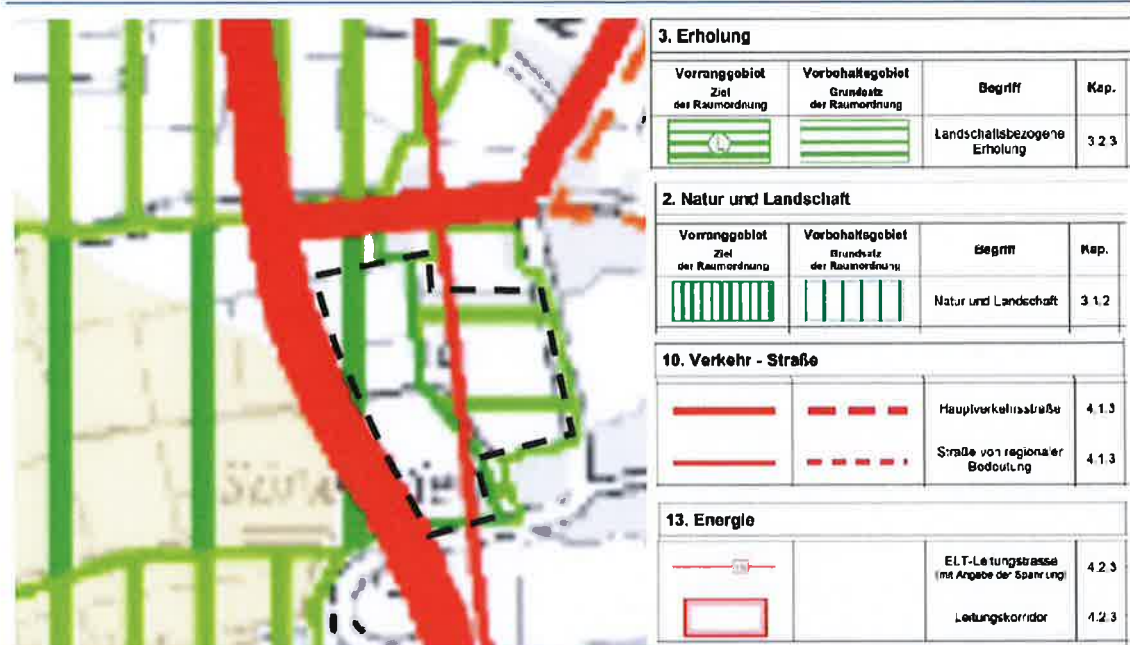 3. Erholung
Vorranggebiet
Ziel
der Raumordnung
Vorbehaltsgebiet
Grundsatz
der Raumordnung
Begriff
Kap.
L
Landschaftsbezogene
Erholung
3.2.3
2. Natur und Landschaft
Vorranggebiet
Ziel
der Raumordnung
Vorbehaltsgebiet
Grundsatz
der Raumordnung
Begriff
Kap.
Natur und Landschaft
3.1.2
10. Verkehr - Straße
Hauptverkehrsstraße
4.1.3
Straße von regionaler
Bedeutung
4.1.3
13. Energie
ELT-Leitungstrasse
(mit Angabe der Spannung)
4.2.3
Leitungskorridor
4.2.3